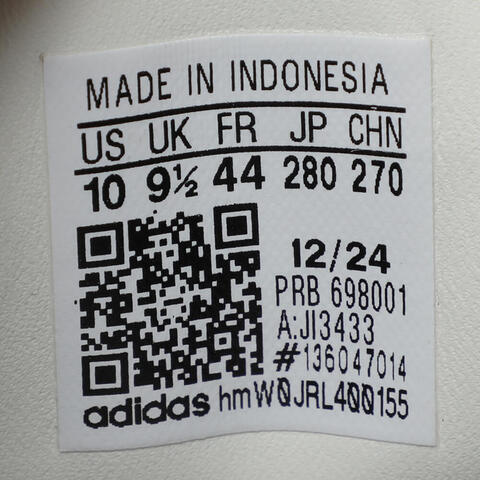 MADE IN INDONESIA
US UK FR JP CHN
10 9½ 44 280 270
12/24
PRB 698001
A:JI3433
#136047014
adidas hmW0JRL400155